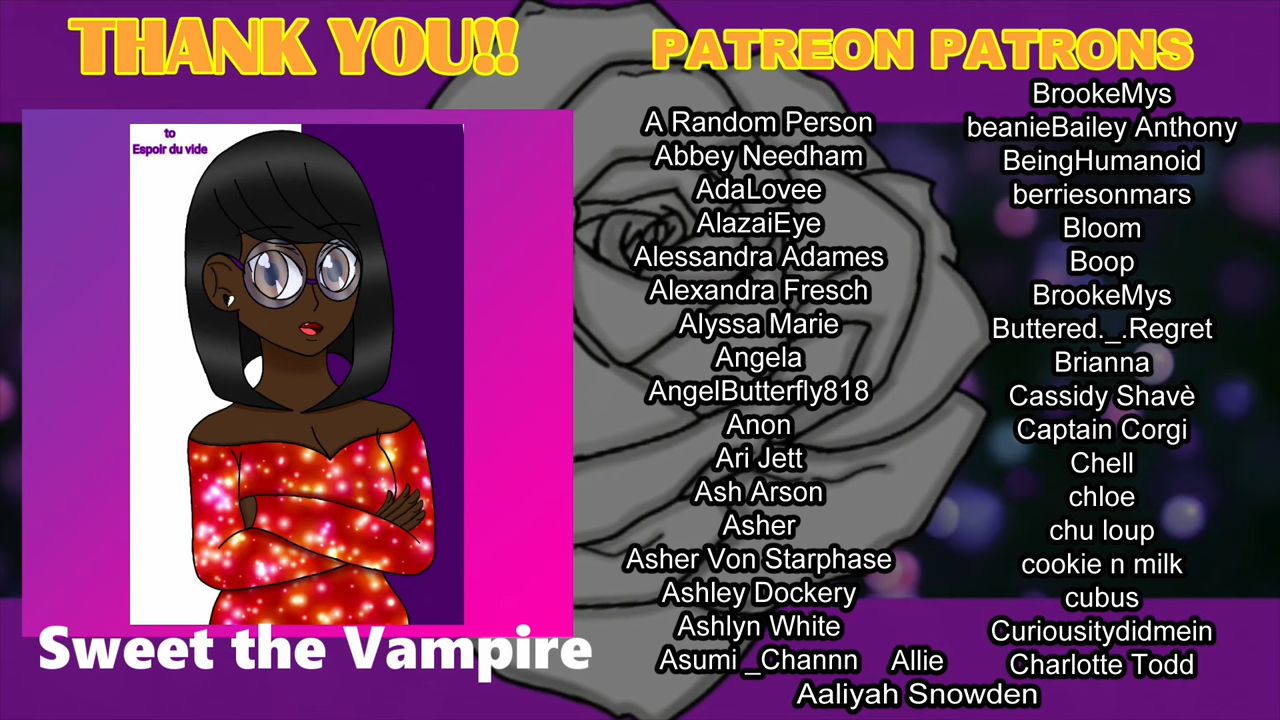 THANK YOU!!
to
Espoir du vide
Sweet the Vampire
PATREON PATRONS
A Random Person
Abbey Needham
AdaLovee
AlazaiEye
Alessandra Adames
Alexandra Fresch
Alyssa Marie
Angela
AngelButterfly818
Anon
Ari Jett
Ash Arson
Asher
Asher Von Starphase
Ashley Dockery
Ashlyn White
Asumi _Channn
Allie
Aaliyah Snowden
BrookeMys
beanieBailey Anthony
BeingHumanoid
berriesonmars
Bloom
Boop
BrookeMys
Buttered._.Regret
Brianna
Cassidy Shavè
Captain Corgi
Chell
chloe
chu loup
cookie n milk
cubus
Curiousitydidmein
Charlotte Todd